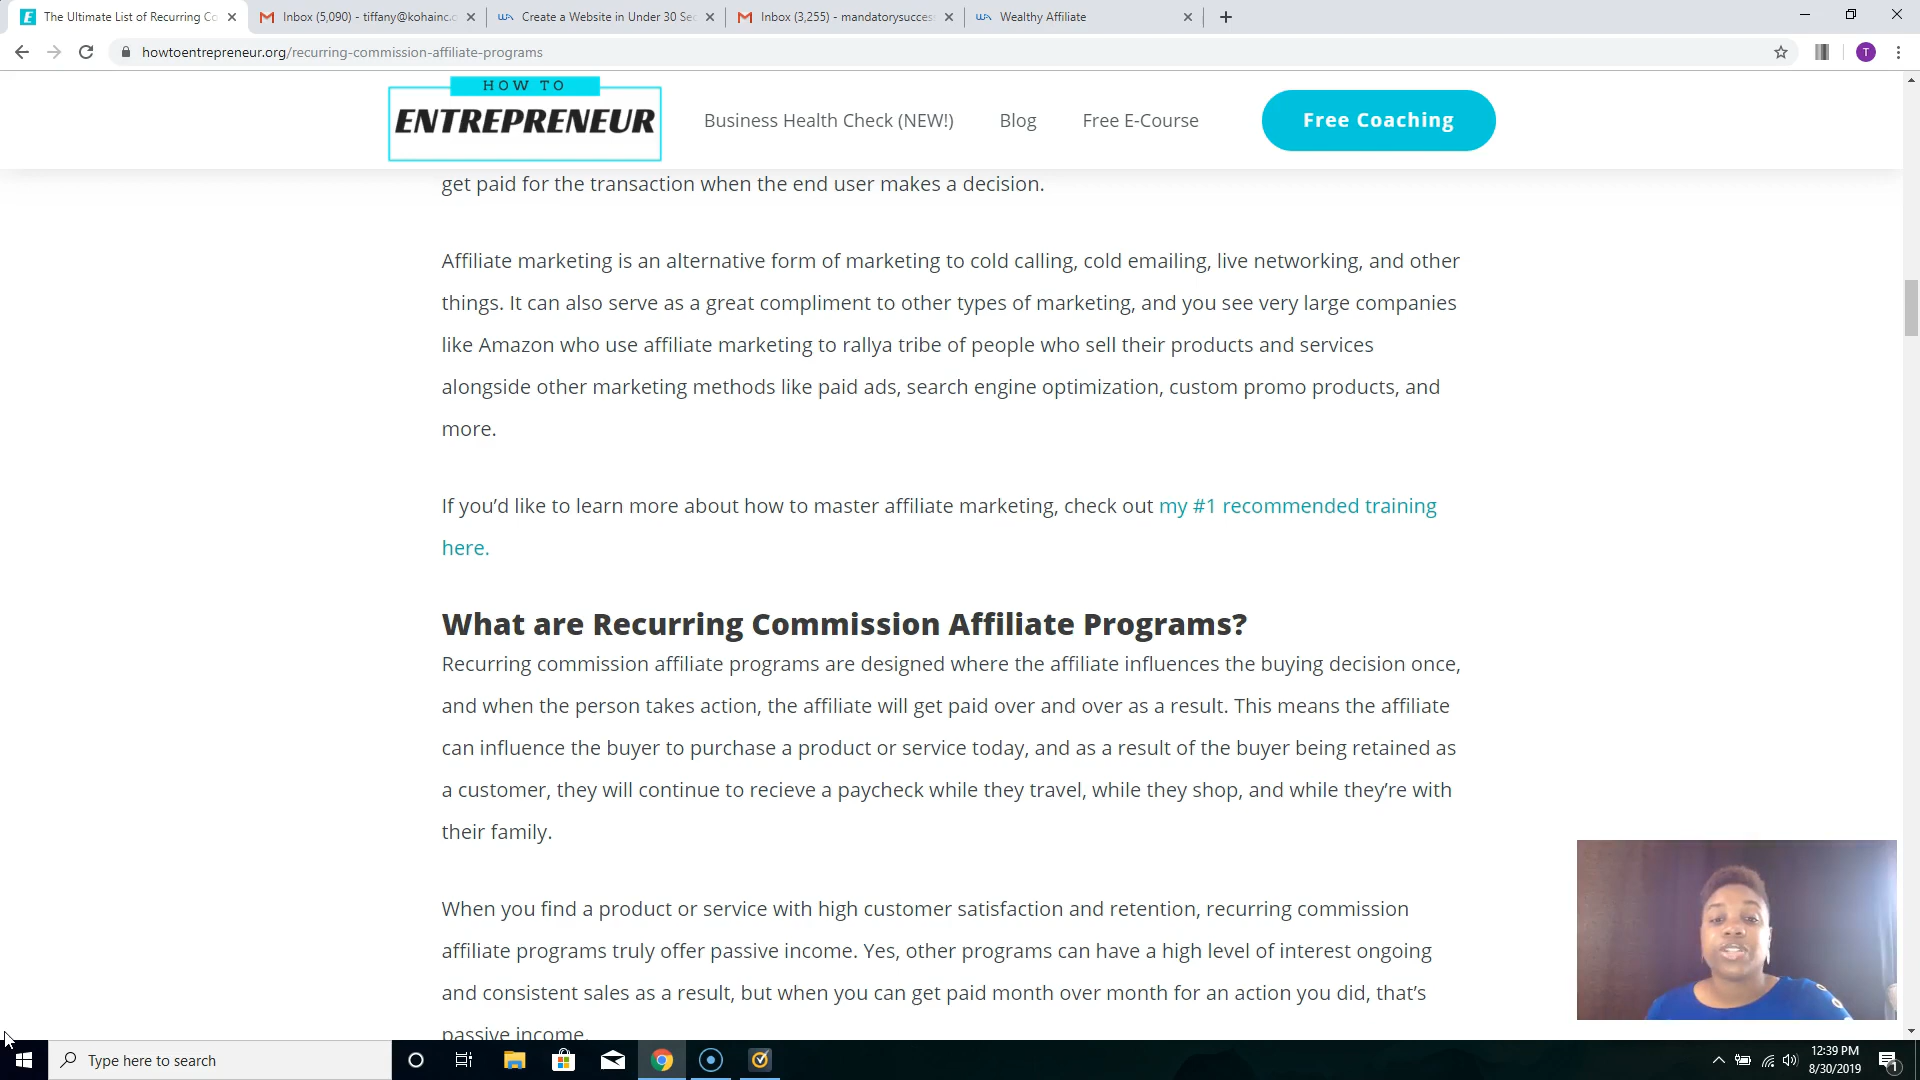 The Ultimate List of Recurring Co
Inbox (5,090) - tiffany@kohainc.c
Create a Website in Under 30 Sec
Inbox (3,255) - mandatorysuccess
Wealthy Affiliate
howtoentrepreneur.org/recurring-commission-affiliate-programs
T
HOW TO
ENTREPRENEUR
Business Health Check (NEW!)
Blog
Free E-Course
Free Coaching
get paid for the transaction when the end user makes a decision.
Affiliate marketing is an alternative form of marketing to cold calling, cold emailing, live networking, and other
things. It can also serve as a great compliment to other types of marketing, and you see very large companies
like Amazon who use affiliate marketing to rallya tribe of people who sell their products and services
alongside other marketing methods like paid ads, search engine optimization, custom promo products, and
more.
If you’d like to learn more about how to master affiliate marketing, check out my #1 recommended training
here.
What are Recurring Commission Affiliate Programs?
Recurring commission affiliate programs are designed where the affiliate influences the buying decision once,
and when the person takes action, the affiliate will get paid over and over as a result. This means the affiliate
can influence the buyer to purchase a product or service today, and as a result of the buyer being retained as
a customer, they will continue to recieve a paycheck while they travel, while they shop, and while they’re with
their family.
When you find a product or service with high customer satisfaction and retention, recurring commission
affiliate programs truly offer passive income. Yes, other programs can have a high level of interest ongoing
and consistent sales as a result, but when you can get paid month over month for an action you did, that’s
passive income.
Type here to search
12:39 PM
8/30/2019
1